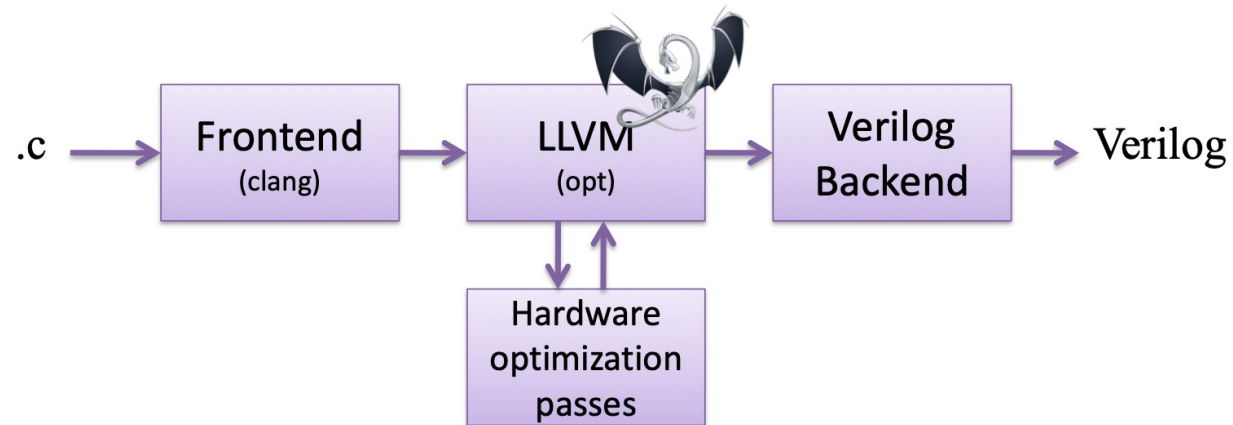 .c
Frontend
(clang)
LLVM
(opt)
Verilog
Backend
Verilog
Hardware
optimization
passes